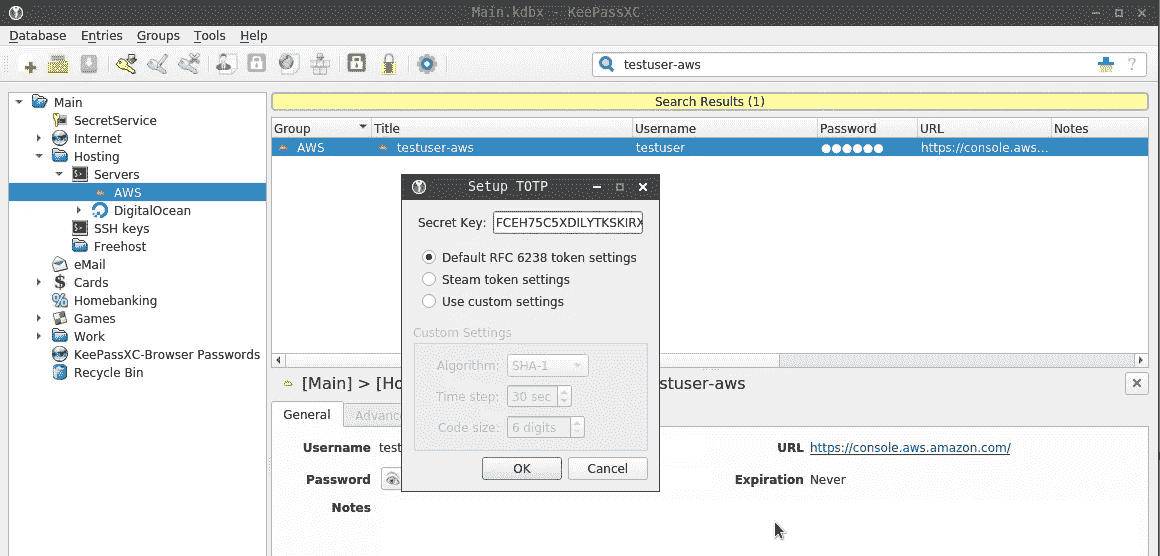 Main.kdbx - KeePassXC
Database Entries Groups Tools Help
testuser-aws ?
Main
SecretService
Internet
Hosting
Servers
AWS
DigitalOcean
SSH keys
Freehost
eMail
Cards
Homebanking
Games
Work
KeePassXC-Browser Passwords
Recycle Bin
Search Results (1)
Group Title Username Password URL Notes
AWS testuser-aws testuser ●●●●●● https://console.aws...
Setup TOTP
Secret Key: FCEH75C5XDILYTKSKIRX
Default RFC 6238 token settings
Steam token settings
Use custom settings
Custom Settings
Algorithm: SHA-1
Time step: 30 sec
Code size: 6 digits
OK Cancel
[Main] > [Ho stuser-aws
General Advanc
Username test URL https://console.aws.amazon.com/
Password Expiration Never
Notes